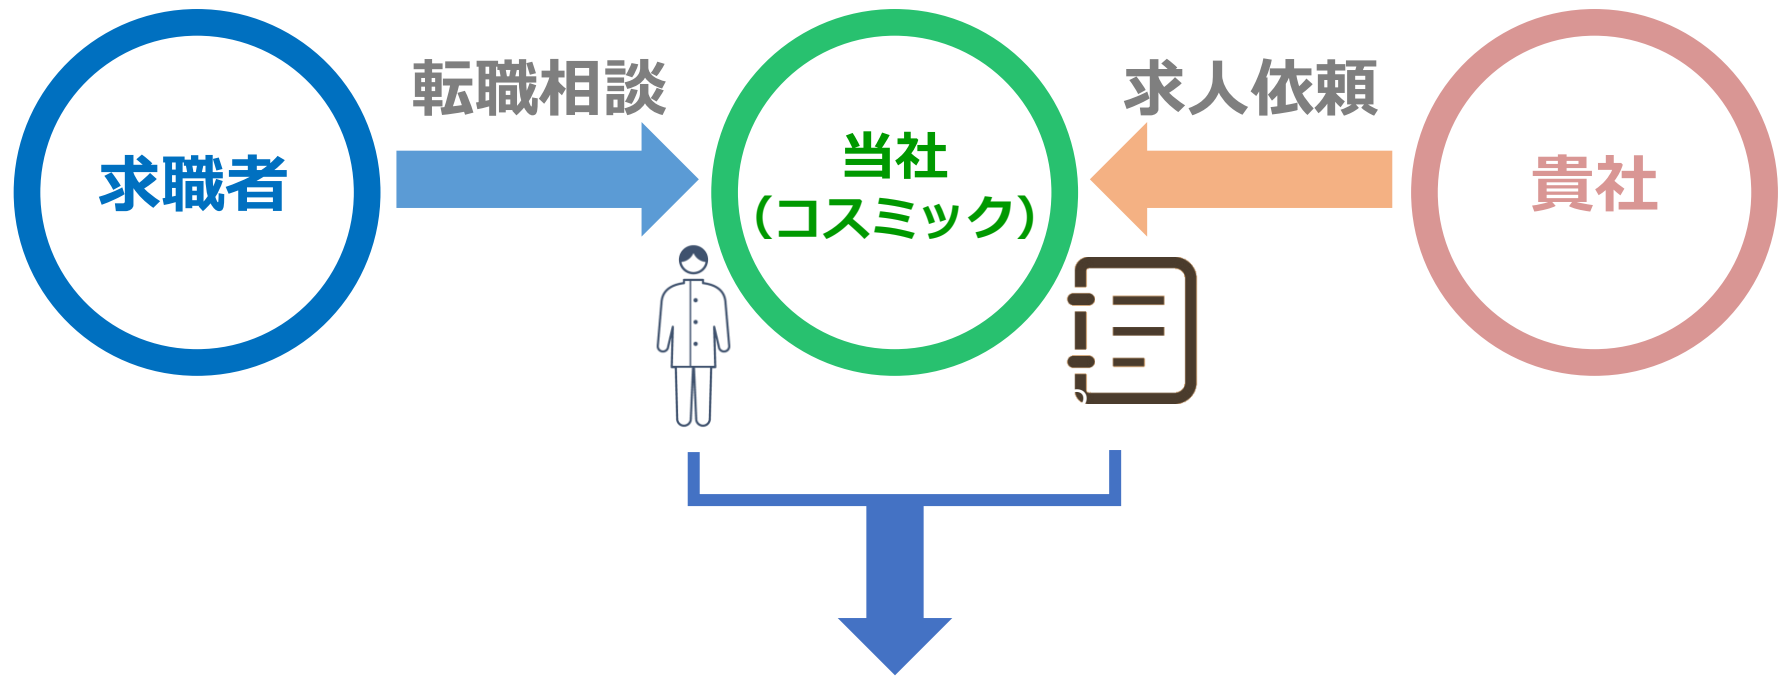 転職相談
求人依頼
求職者
当社
（コスミック）
貴社